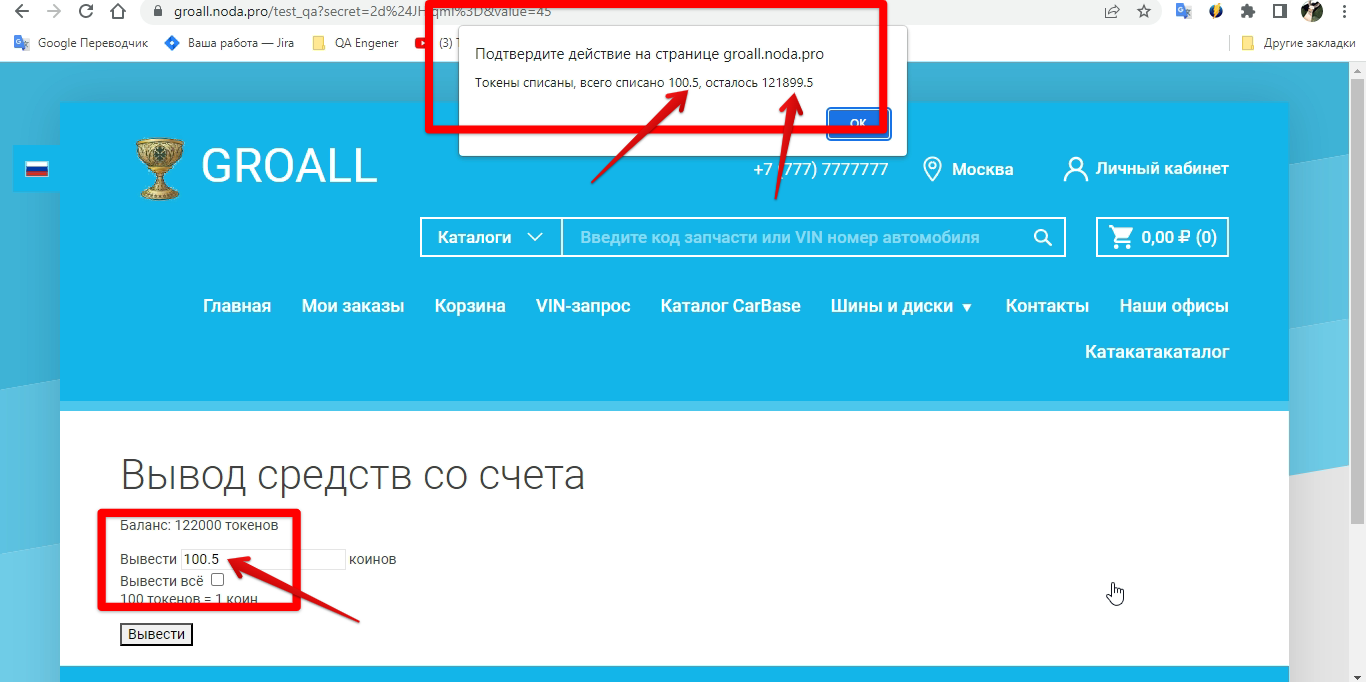 groall.noda.pro/test_qa?secret=2d%24JH qml%3D&value=45
Google Переводчик
Ваша работа — Jira
QA Engener
(3)
Другие закладки
Подтвердите действие на странице groall.noda.pro
Токены списаны, всего списано 100.5, осталось 121899.5
ОК
GROALL
+7 (777) 7777777
Москва
Личный кабинет
Каталоги
Введите код запчасти или VIN номер автомобиля
0,00 ₽ (0)
Главная Мои заказы Корзина VIN-запрос Каталог CarBase Шины и диски ▼ Контакты Наши офисы
Катакатакаталог
Вывод средств со счета
Баланс: 122000 токенов
Вывести 100.5 коинов
Вывести всё
100 токенов = 1 коин
Вывести